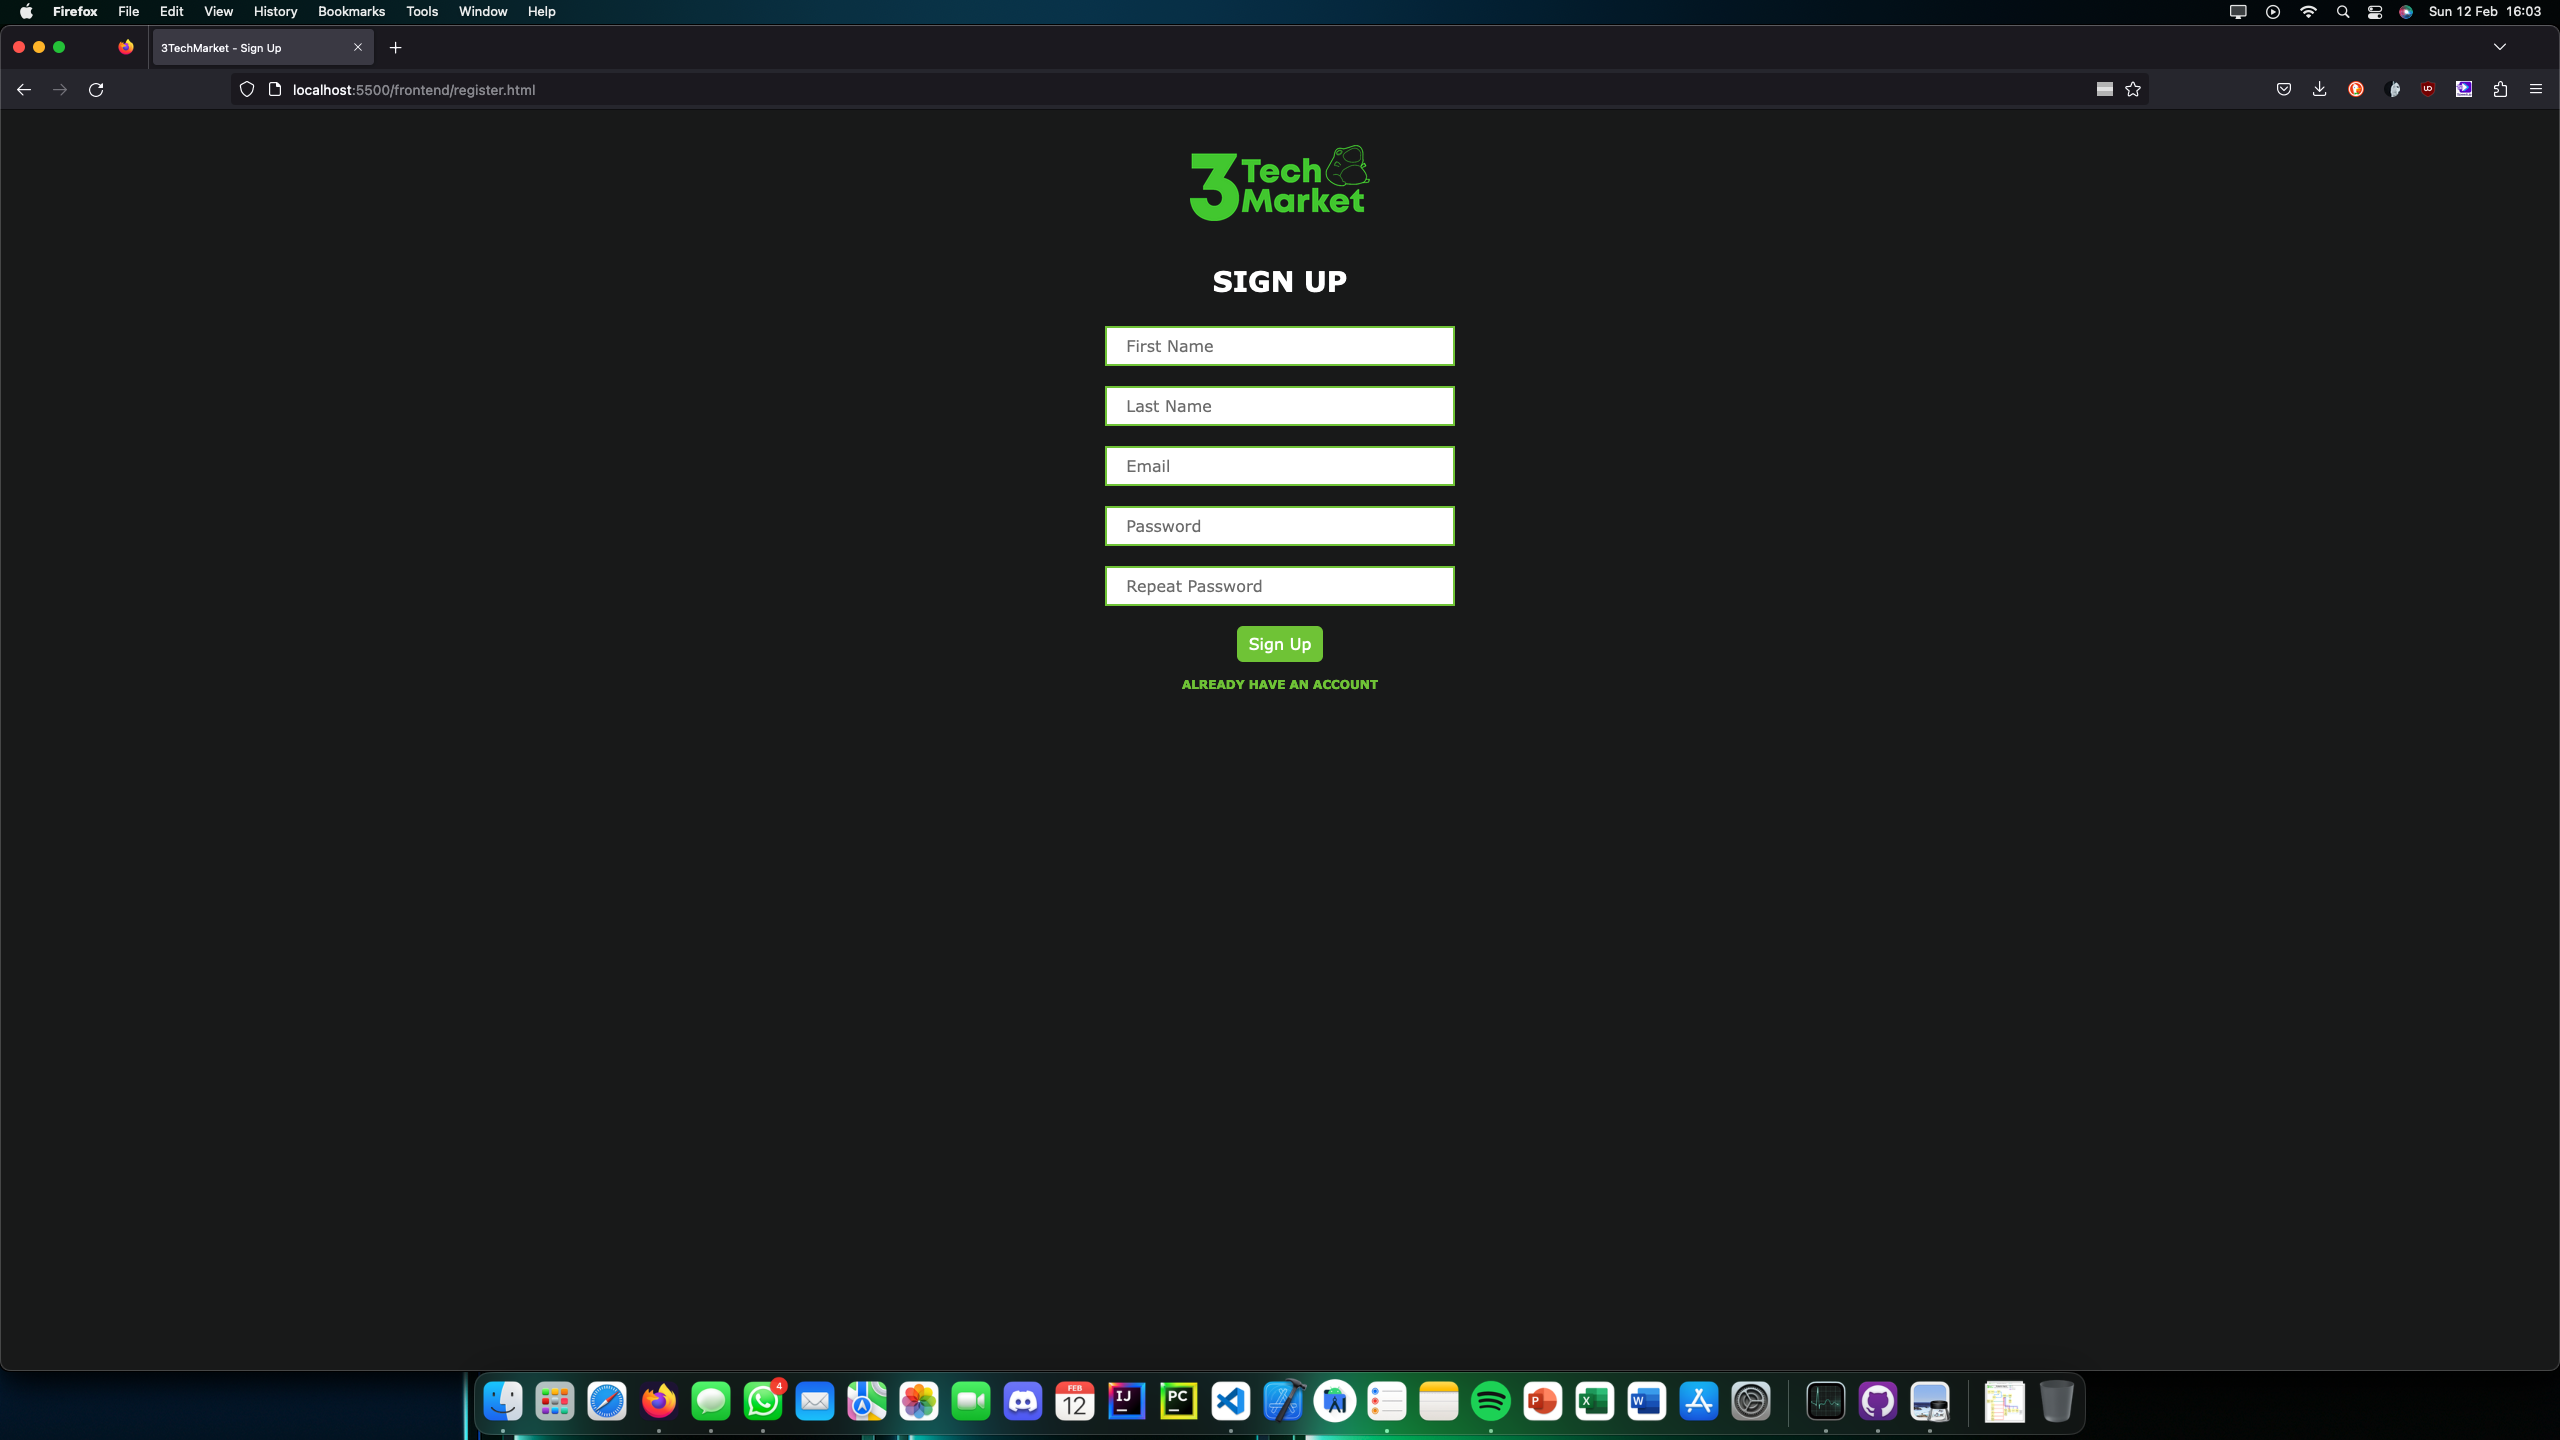 Firefox File Edit View History Bookmarks Tools Window Help Sun 12 Feb 16:03
3TechMarket - Sign Up
localhost:5500/frontend/register.html
3 Tech
Market
SIGN UP
First Name
Last Name
Email
Password
Repeat Password
Sign Up
ALREADY HAVE AN ACCOUNT
4
FEB
12
IJ
PC
P
X
W